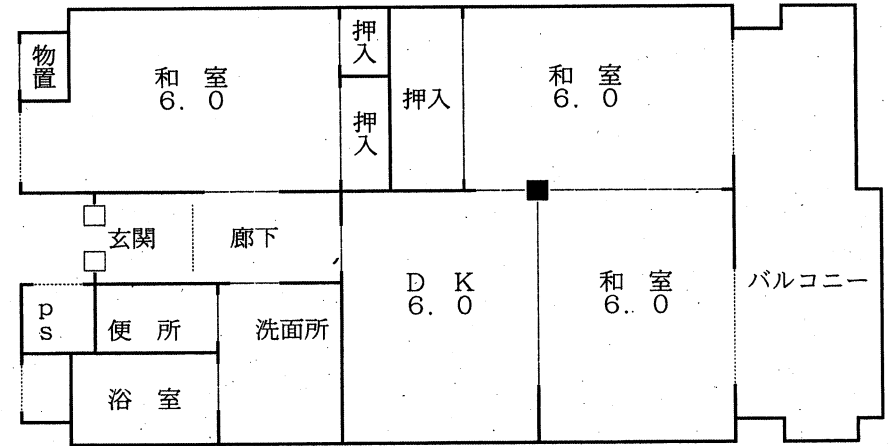 物置
和 室
6. 0
押入
押入
押入
和 室
6. 0
玄関
廊下
D K
6. 0
和 室
6. 0
バルコニー
ps
便 所
洗面所
浴 室